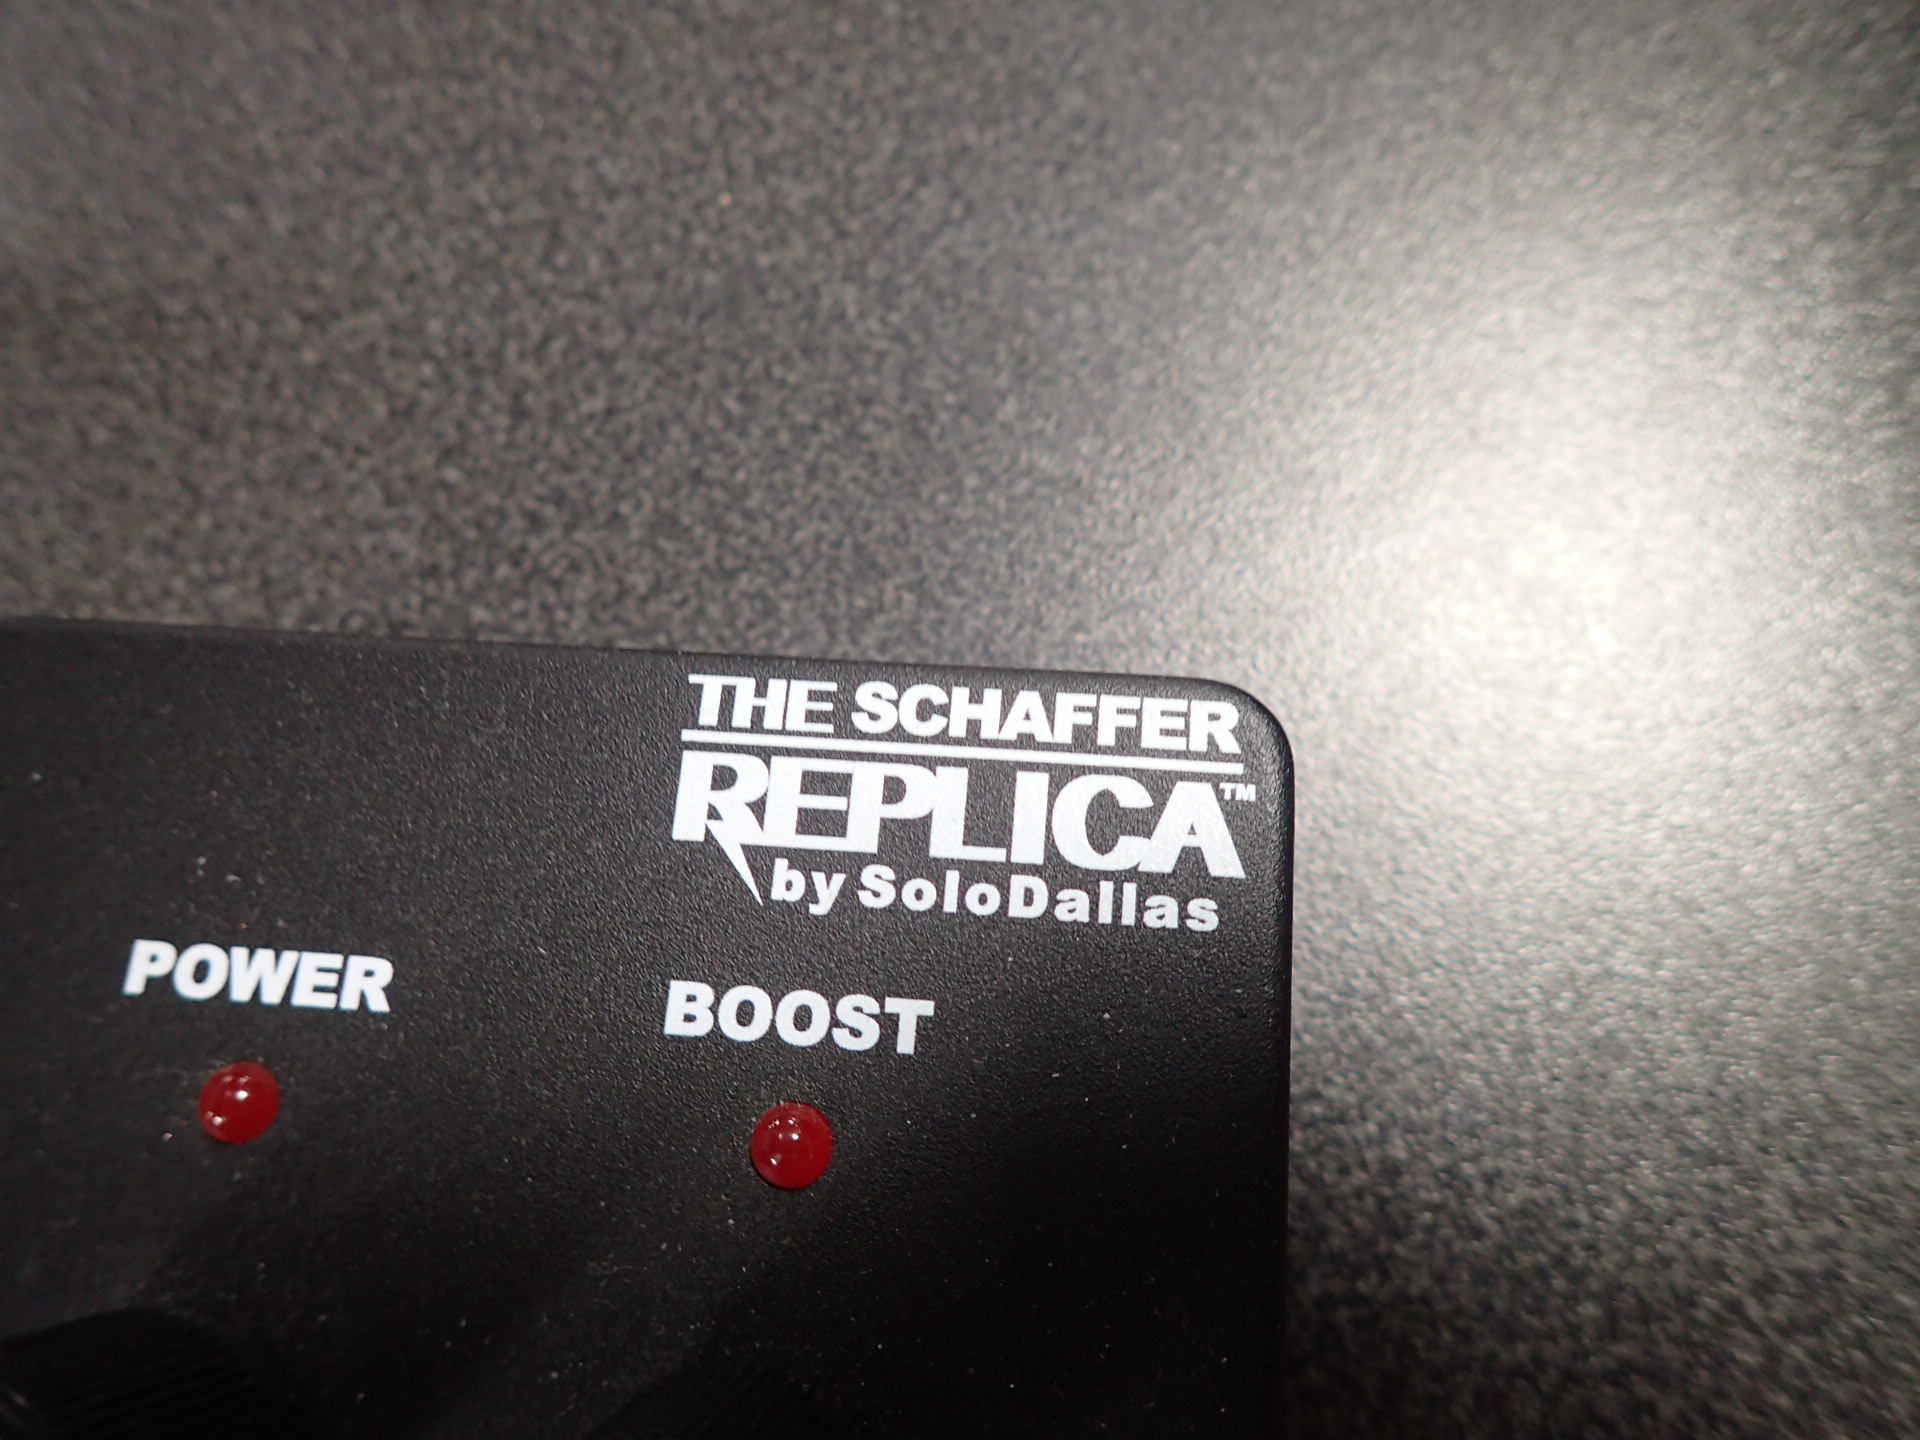 THE SCHAFFER
REPLICA™
by SoloDallas
POWER
BOOST